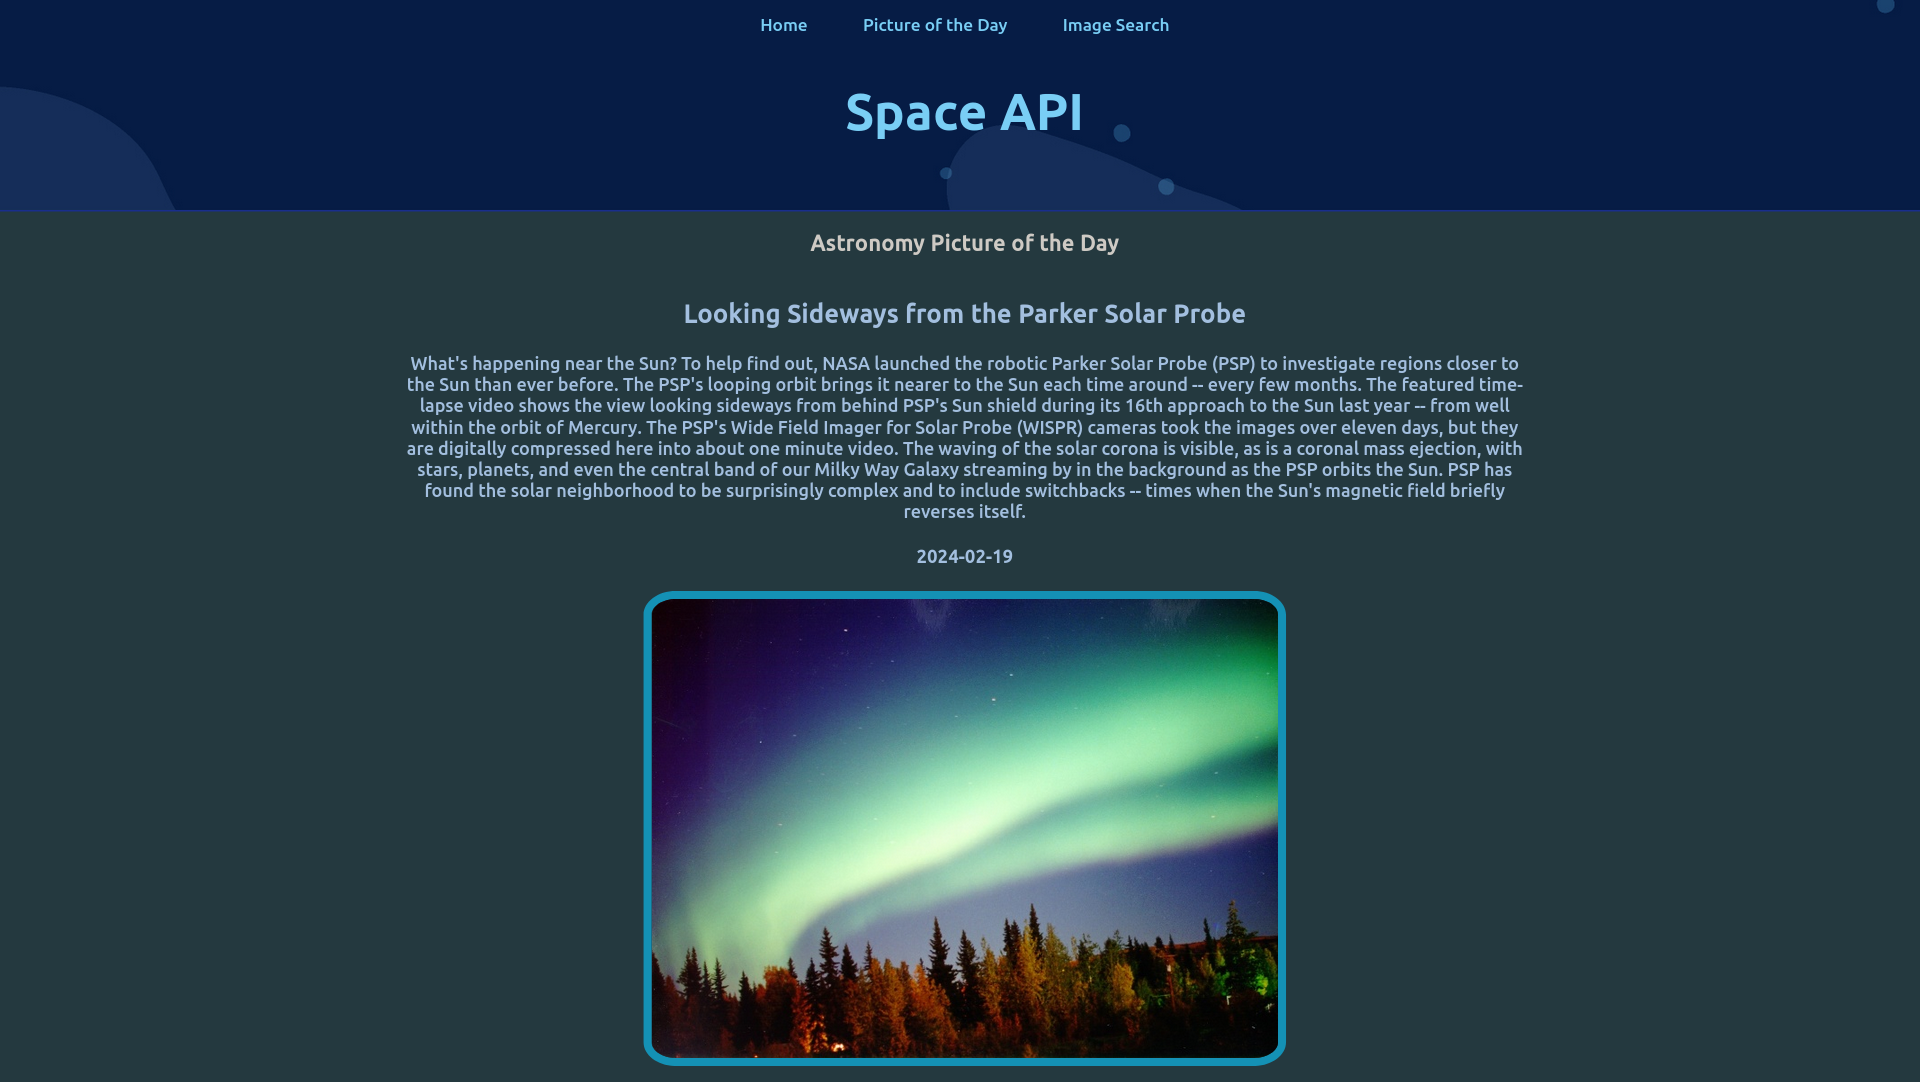 Home
Picture of the Day
Image Search
Space API
Astronomy Picture of the Day
Looking Sideways from the Parker Solar Probe
What's happening near the Sun? To help find out, NASA launched the robotic Parker Solar Probe (PSP) to investigate regions closer to
the Sun than ever before. The PSP's looping orbit brings it nearer to the Sun each time around -- every few months. The featured time-
lapse video shows the view looking sideways from behind PSP's Sun shield during its 16th approach to the Sun last year -- from well
within the orbit of Mercury. The PSP's Wide Field Imager for Solar Probe (WISPR) cameras took the images over eleven days, but they
are digitally compressed here into about one minute video. The waving of the solar corona is visible, as is a coronal mass ejection, with
stars, planets, and even the central band of our Milky Way Galaxy streaming by in the background as the PSP orbits the Sun. PSP has
found the solar neighborhood to be surprisingly complex and to include switchbacks -- times when the Sun's magnetic field briefly
reverses itself.
2024-02-19